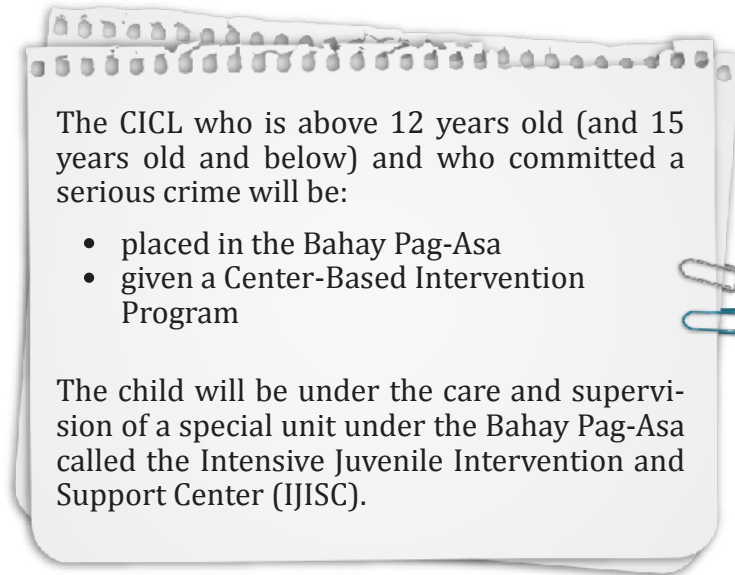 The CICL who is above 12 years old (and 15
years old and below) and who committed a
serious crime will be:
• placed in the Bahay Pag-Asa
• given a Center-Based Intervention
Program
The child will be under the care and supervi-
sion of a special unit under the Bahay Pag-Asa
called the Intensive Juvenile Intervention and
Support Center (IJISC).